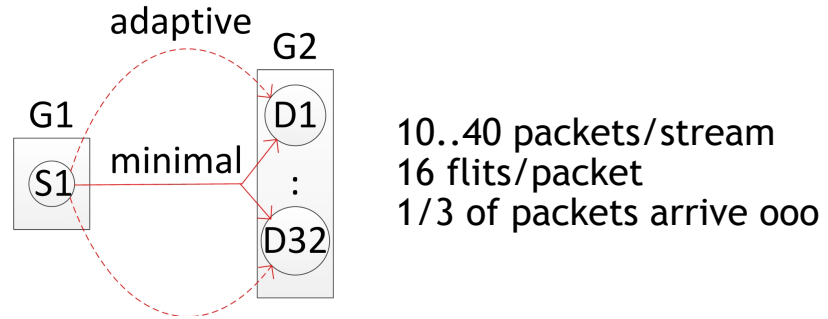 adaptive
G2
G1
D1
minimal
S1
:
D32
10..40 packets/stream
16 flits/packet
1/3 of packets arrive ooo